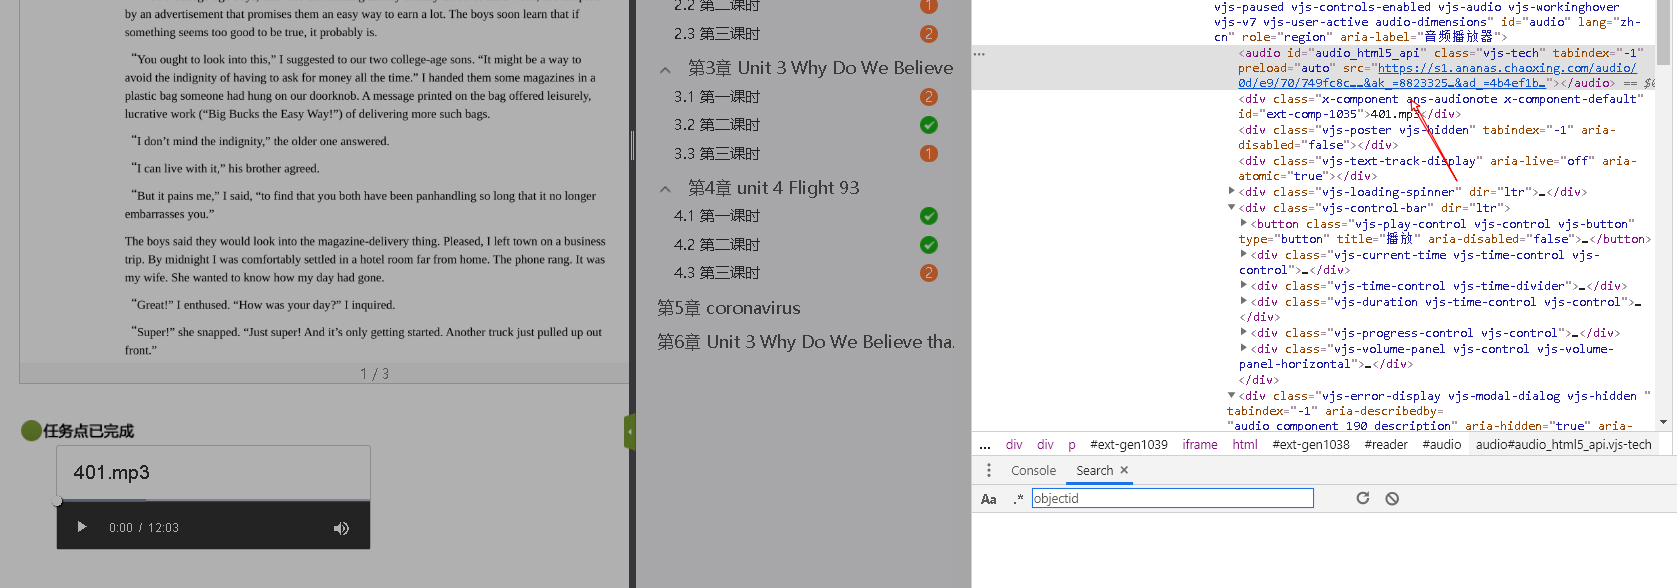 by an advertisement that promises them an easy way to earn a lot. The boys soon learn that if
something seems too good to be true, it probably is.
“You ought to look into this,” I suggested to our two college-age sons. “It might be a way to
avoid the indignity of having to ask for money all the time.” I handed them some magazines in a
plastic bag someone had hung on our doorknob. A message printed on the bag offered leisurely,
lucrative work (“Big Bucks the Easy Way!”) of delivering more such bags.
“I don’t mind the indignity,” the older one answered.
“I can live with it,” his brother agreed.
“But it pains me,” I said, “to find that you both have been panhandling so long that it no longer
embarrasses you.”
The boys said they would look into the magazine-delivery thing. Pleased, I left town on a business
trip. By midnight I was comfortably settled in a hotel room far from home. The phone rang. It was
my wife. She wanted to know how my day had gone.
“Great!” I enthused. “How was your day?” I inquired.
“Super!” she snapped. “Just super! And it’s only getting started. Another truck just pulled up out
front.”
1 / 3
任务点已完成
401.mp3
0:00 / 12:03
2.2 第二课时 1
2.3 第三课时 2
第3章 Unit 3 Why Do We Believe
3.1 第一课时 2
3.2 第二课时
3.3 第三课时 1
第4章 unit 4 Flight 93
4.1 第一课时
4.2 第二课时
4.3 第三课时 2
第5章 coronavirus
第6章 Unit 3 Why Do We Believe tha.
vjs-paused vjs-controls-enabled vjs-audio vjs-workinghover
vjs-v7 vjs-user-active audio-dimensions" id="audio" lang="zh-
cn" role="region" aria-label="音频播放器">
<audio id="audio_html5_api" class="vjs-tech" tabindex="-1"
preload="auto" src="https://s1.ananas.chaoxing.com/audio/
0d/e9/70/749fc8c…&ak_=8823325…&ad_=4b4ef1b…"></audio> == $0
<div class="x-component ans-audionote x-component-default"
id="ext-comp-1035">401.mp3</div>
<div class="vjs-poster vjs-hidden" tabindex="-1" aria-
disabled="false"></div>
<div class="vjs-text-track-display" aria-live="off" aria-
atomic="true"></div>
<div class="vjs-loading-spinner" dir="ltr">…</div>
<div class="vjs-control-bar" dir="ltr">
<button class="vjs-play-control vjs-control vjs-button"
type="button" title="播放" aria-disabled="false">…</button>
<div class="vjs-current-time vjs-time-control vjs-
control">…</div>
<div class="vjs-time-control vjs-time-divider">…</div>
<div class="vjs-duration vjs-time-control vjs-control">…
</div>
<div class="vjs-progress-control vjs-control">…</div>
<div class="vjs-volume-panel vjs-control vjs-volume-
panel-horizontal">…</div>
</div>
<div class="vjs-error-display vjs-modal-dialog vjs-hidden "
tabindex="-1" aria-describedby=
"audio_component_190_description" aria-hidden="true" aria-
... div div p #ext-gen1039 iframe html #ext-gen1038 #reader #audio audio#audio_html5_api.vjs-tech
Console Search ×
Aa .* objectid